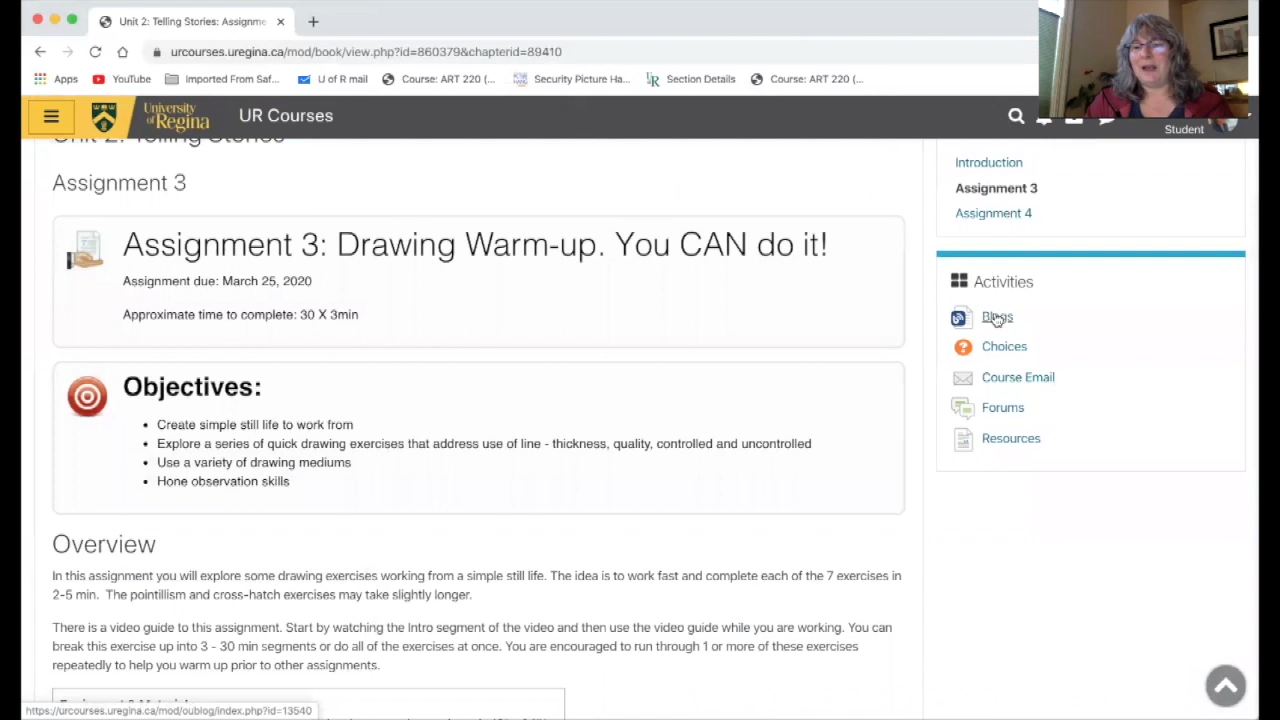 Unit 2: Telling Stories: Assignme
urcourses.uregina.ca/mod/book/view.php?id=860379&chapterid=89410
Apps YouTube Imported From Saf... U of R mail Course: ART 220 (... Security Picture Ha... Section Details Course: ART 220 (...
University of Regina
UR Courses
Student
Unit 2: Telling Stories
Assignment 3
Assignment 3: Drawing Warm-up. You CAN do it!
Assignment due: March 25, 2020
Approximate time to complete: 30 X 3min
Objectives:
• Create simple still life to work from
• Explore a series of quick drawing exercises that address use of line - thickness, quality, controlled and uncontrolled
• Use a variety of drawing mediums
• Hone observation skills
Overview
In this assignment you will explore some drawing exercises working from a simple still life. The idea is to work fast and complete each of the 7 exercises in
2-5 min. The pointillism and cross-hatch exercises may take slightly longer.
There is a video guide to this assignment. Start by watching the Intro segment of the video and then use the video guide while you are working. You can
break this exercise up into 3 - 30 min segments or do all of the exercises at once. You are encouraged to run through 1 or more of these exercises
repeatedly to help you warm up prior to other assignments.
https://urcourses.uregina.ca/mod/oublog/index.php?id=13540
Introduction
Assignment 3
Assignment 4
Activities
Blogs
Choices
Course Email
Forums
Resources